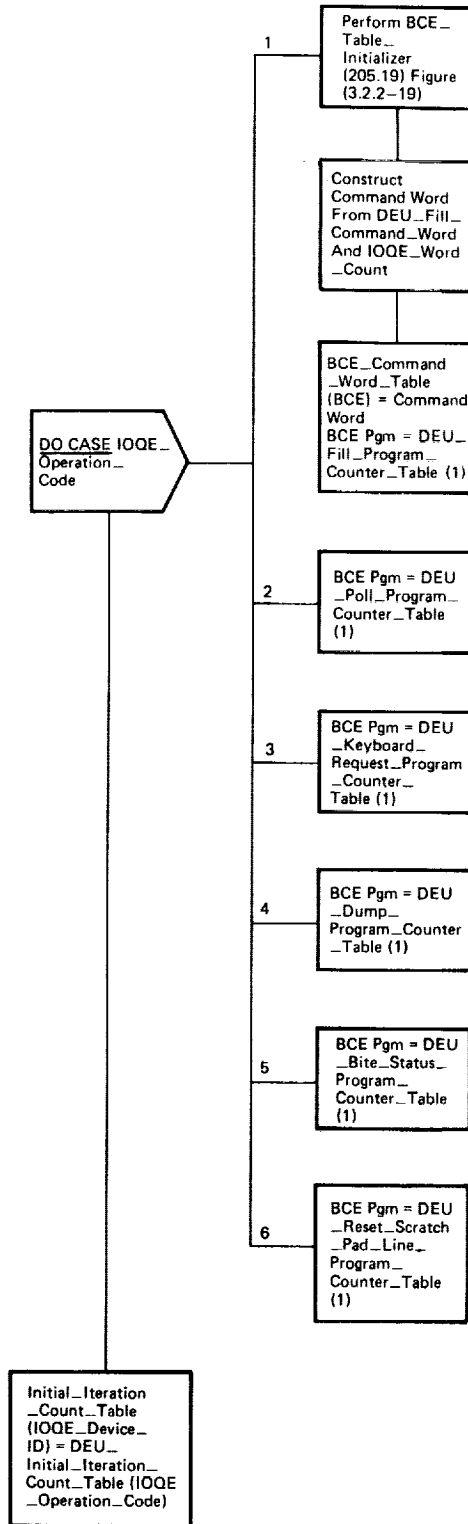 1
Perform BCE_
Table_
Initializer
(205.19) Figure
(3.2.2–19)
Construct
Command Word
From DEU_Fill_
Command_Word
And IOQE_Word
_Count
BCE_Command
_Word_Table
(BCE) = Command
Word
BCE Pgm = DEU_
Fill_Program_
Counter_Table (1)
DO CASE IOQE_
Operation_
Code
2
BCE Pgm = DEU
_Poll_Program_
Counter_Table
(1)
3
BCE Pgm = DEU
_Keyboard_
Request_Program
_Counter_
Table (1)
4
BCE Pgm = DEU
_Dump_
Program_Counter
_Table (1)
5
BCE Pgm = DEU
_Bite_Status_
Program_
Counter_Table
(1)
6
BCE Pgm = DEU
_Reset_Scratch
_Pad_Line_
Program_
Counter_Table
(1)
Initial_Iteration
_Count_Table
(IOQE_Device_
ID) = DEU_
Initial_Iteration_
Count_Table (IOQE
_Operation_Code)